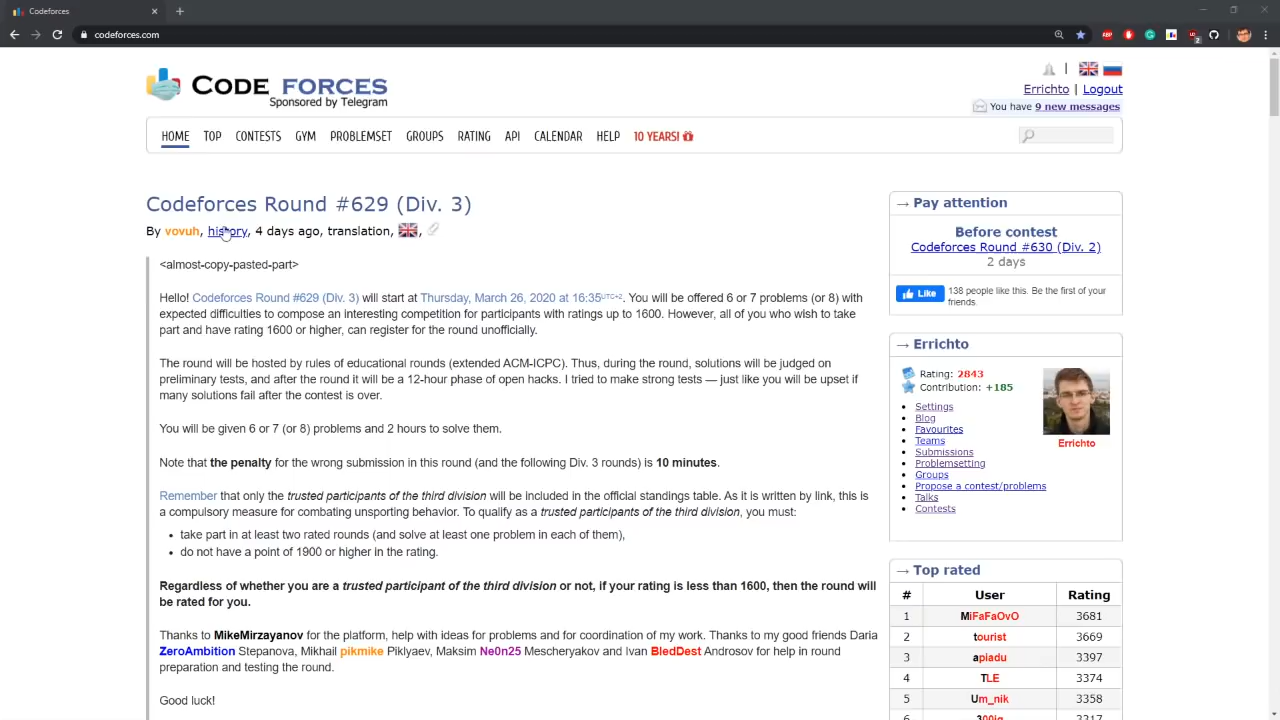 Codeforces
codeforces.com
CODE FORCES
Sponsored by Telegram
Errichto | Logout
You have 9 new messages
HOME TOP CONTESTS GYM PROBLEMSET GROUPS RATING API CALENDAR HELP 10 YEARS!
Codeforces Round #629 (Div. 3)
By vovuh, history, 4 days ago, translation,
<almost-copy-pasted-part>
Hello! Codeforces Round #629 (Div. 3) will start at Thursday, March 26, 2020 at 16:35UTC+2. You will be offered 6 or 7 problems (or 8) with
expected difficulties to compose an interesting competition for participants with ratings up to 1600. However, all of you who wish to take
part and have rating 1600 or higher, can register for the round unofficially.
The round will be hosted by rules of educational rounds (extended ACM-ICPC). Thus, during the round, solutions will be judged on
preliminary tests, and after the round it will be a 12-hour phase of open hacks. I tried to make strong tests — just like you will be upset if
many solutions fail after the contest is over.
You will be given 6 or 7 (or 8) problems and 2 hours to solve them.
Note that the penalty for the wrong submission in this round (and the following Div. 3 rounds) is 10 minutes.
Remember that only the trusted participants of the third division will be included in the official standings table. As it is written by link, this is
a compulsory measure for combating unsporting behavior. To qualify as a trusted participants of the third division, you must:
• take part in at least two rated rounds (and solve at least one problem in each of them),
• do not have a point of 1900 or higher in the rating.
Regardless of whether you are a trusted participant of the third division or not, if your rating is less than 1600, then the round will
be rated for you.
Thanks to MikeMirzayanov for the platform, help with ideas for problems and for coordination of my work. Thanks to my good friends Daria
ZeroAmbition Stepanova, Mikhail pikmike Piklyaev, Maksim Ne0n25 Mescheryakov and Ivan BledDest Androsov for help in round
preparation and testing the round.
Good luck!
→ Pay attention
Before contest
Codeforces Round #630 (Div. 2)
2 days
Like
138 people like this. Be the first of your
friends.
→ Errichto
Rating: 2843
Contribution: +185
• Settings
• Blog
• Favourites
• Teams
• Submissions
• Problemsetting
• Groups
• Propose a contest/problems
• Talks
• Contests
Errichto
→ Top rated
# User Rating
1 MiFaFaOvO 3681
2 tourist 3669
3 apiadu 3397
4 TLE 3374
5 Um_nik 3358
6 300iq 3317